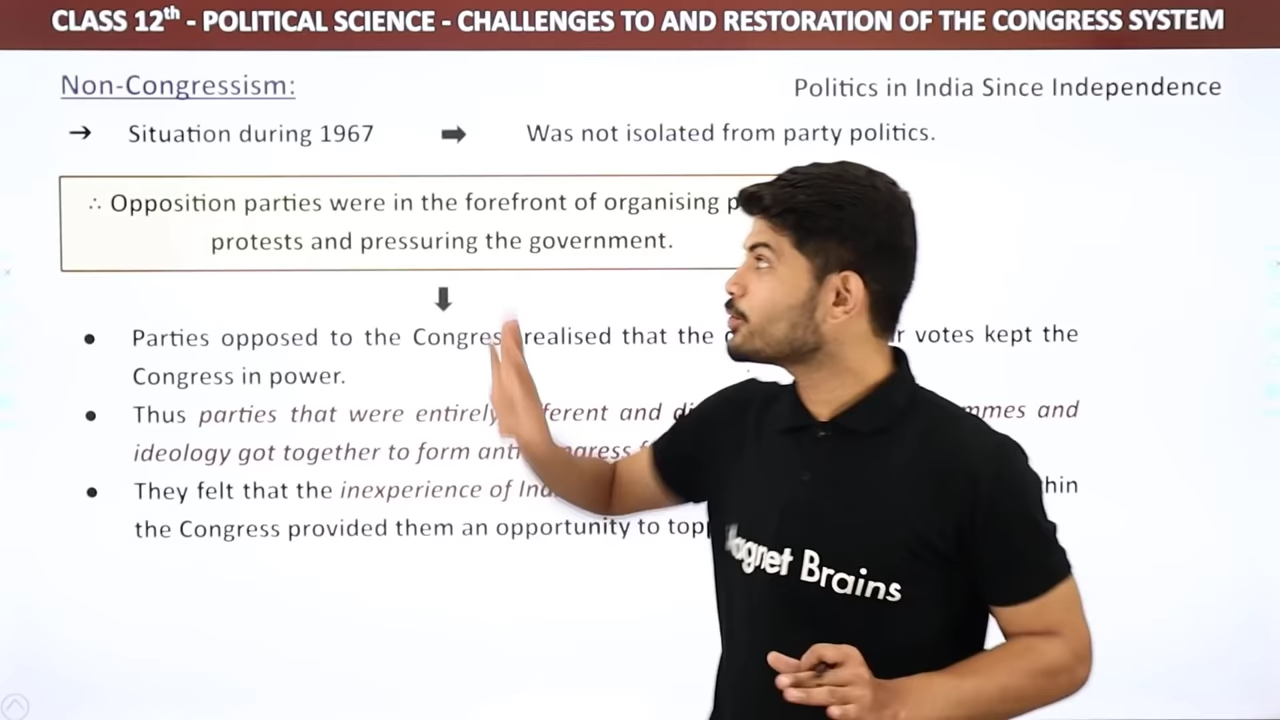 CLASS 12th - POLITICAL SCIENCE - CHALLENGES TO AND RESTORATION OF THE CONGRESS SYSTEM
Non-Congressism:
Politics in India Since Independence
→ Situation during 1967 ➡ Was not isolated from party politics.
∴ Opposition parties were in the forefront of organising
protests and pressuring the government.
● Parties opposed to the Congress realised that the votes kept the
Congress in power.
● Thus parties that were entirely and and
ideology got together to form
● They felt that the inexperience of
the Congress provided them an opportunity to
Magnet Brains